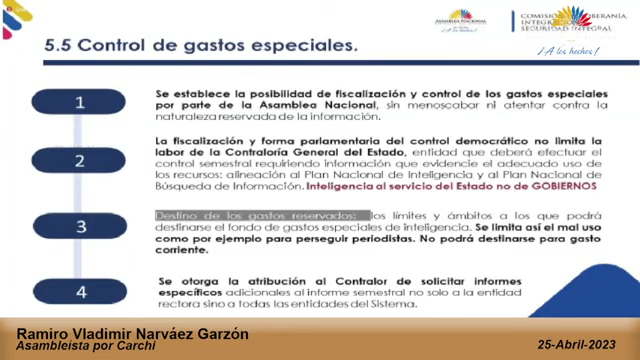 ASAMBLEA NACIONAL
COMISIÓN DE SOBERANÍA,
INTEGRACIÓN
SEGURIDAD INTEGRAL
¡A los hechos!
5.5 Control de gastos especiales.
1
Se establece la posibilidad de fiscalización y control de los gastos especiales
por parte de la Asamblea Nacional, sin menoscabar ni atentar contra la
naturaleza reservada de la información.
2
La fiscalización y forma parlamentaria del control democrático no limita la
labor de la Contraloría General del Estado, entidad que deberá efectuar el
control semestral requiriendo información que evidencie el adecuado uso de
los recursos: alineación al Plan Nacional de Inteligencia y al Plan Nacional de
Búsqueda de Información. Inteligencia al servicio del Estado no de GOBIERNOS
3
Destino de los gastos reservados: los límites y ámbitos a los que podrá
destinarse el fondo de gastos especiales de inteligencia. Se limita así el mal uso
como por ejemplo para perseguir periodistas. No podrá destinarse para gasto
corriente.
4
Se otorga la atribución al Contralor de solicitar informes
específicos adicionales al informe semestral no solo a la entidad
rectora sino a todas las entidades del Sistema.
Ramiro Vladimir Narváez Garzón
Asambleista por Carchi
25-Abril-2023